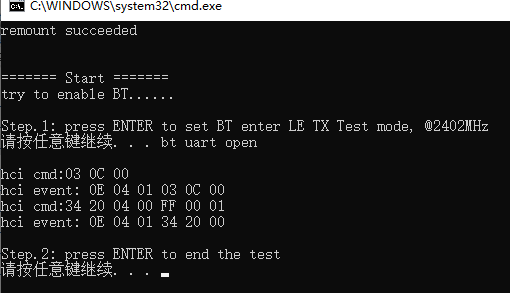 C:\WINDOWS\system32\cmd.exe
remount succeeded
======= Start =======
try to enable BT......
Step.1: press ENTER to set BT enter LE TX Test mode, @2402MHz
请按任意键继续. . . bt uart open
hci cmd:03 0C 00
hci event: 0E 04 01 03 0C 00
hci cmd:34 20 04 00 FF 00 01
hci event: 0E 04 01 34 20 00
Step.2: press ENTER to end the test
请按任意键继续. . .